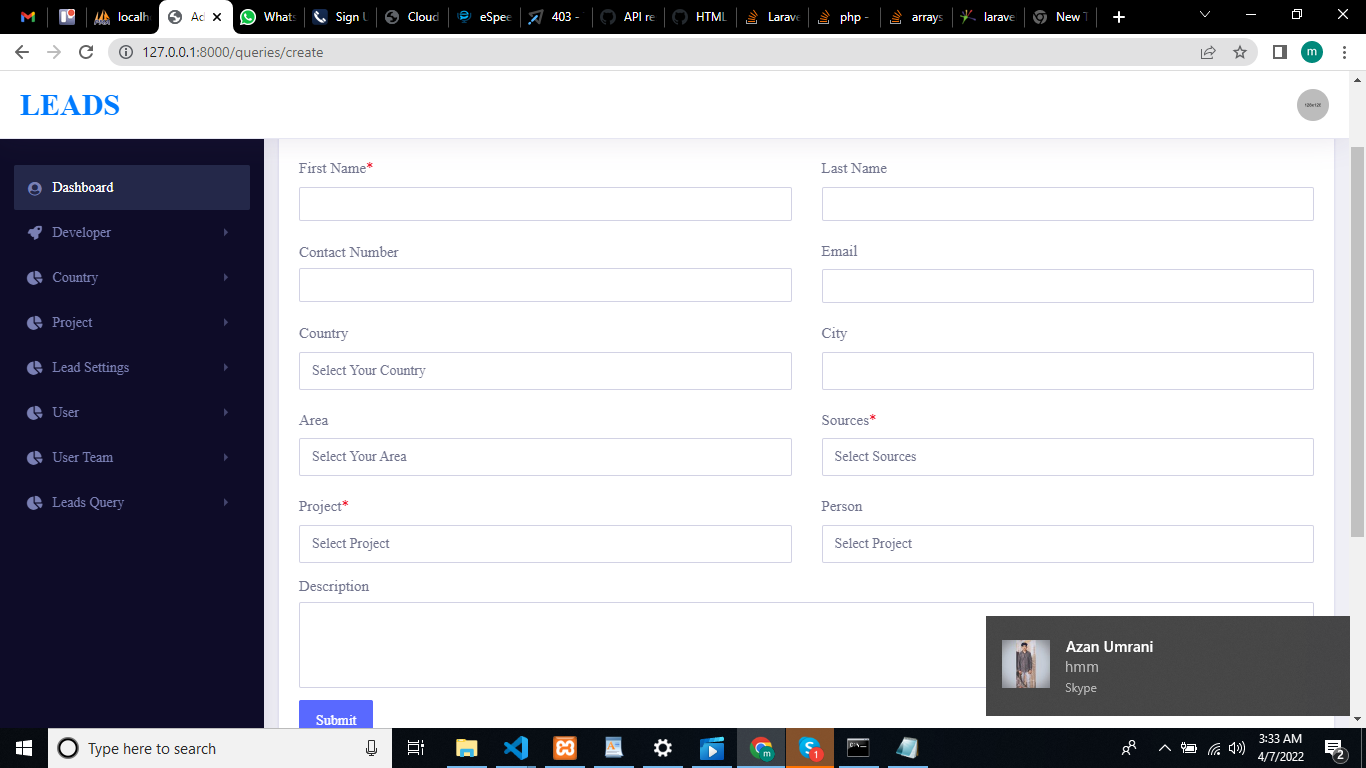 localh
Ad
Whats
Sign U
Cloud
eSpee
403 -
API re
HTML
Larave
php -
arrays
larave
New T
127.0.0.1:8000/queries/create
m
LEADS
Dashboard
Developer
Country
Project
Lead Settings
User
User Team
Leads Query
First Name*
Last Name
Contact Number
Email
Country
City
Select Your Country
Area
Sources*
Select Your Area
Select Sources
Project*
Person
Select Project
Select Project
Description
Submit
Azan Umrani
hmm
Skype
Type here to search
m
1
3:33 AM
4/7/2022
2